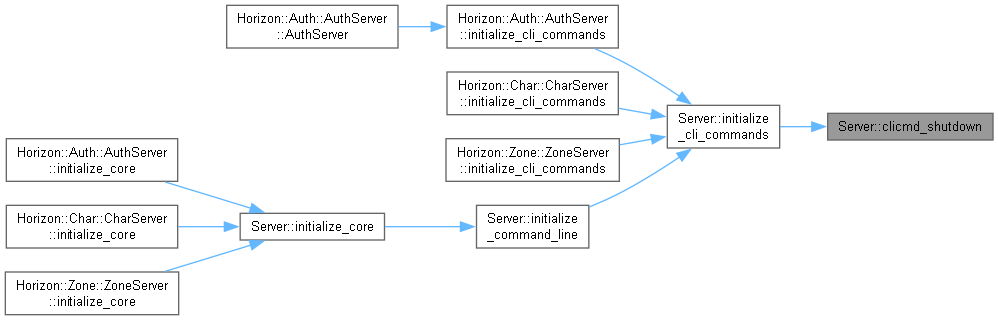 Horizon::Auth::AuthServer
::AuthServer
Horizon::Auth::AuthServer
::initialize_cli_commands
Horizon::Char::CharServer
::initialize_cli_commands
Server::initialize
_cli_commands
Server::clicmd_shutdown
Horizon::Zone::ZoneServer
::initialize_cli_commands
Horizon::Auth::AuthServer
::initialize_core
Horizon::Char::CharServer
::initialize_core
Server::initialize_core
Server::initialize
_command_line
Horizon::Zone::ZoneServer
::initialize_core